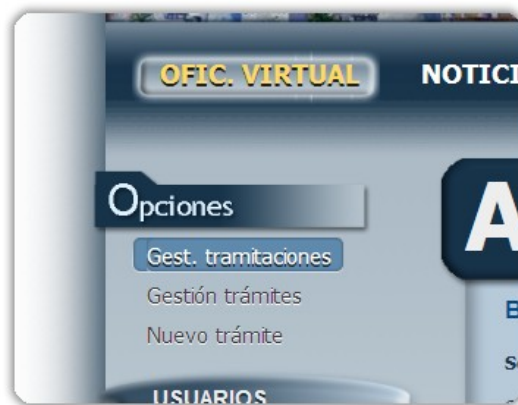 OFIC. VIRTUAL
Opciones
Gest. tramitaciones
Gestión trámites
Nuevo trámite
USUARIOS